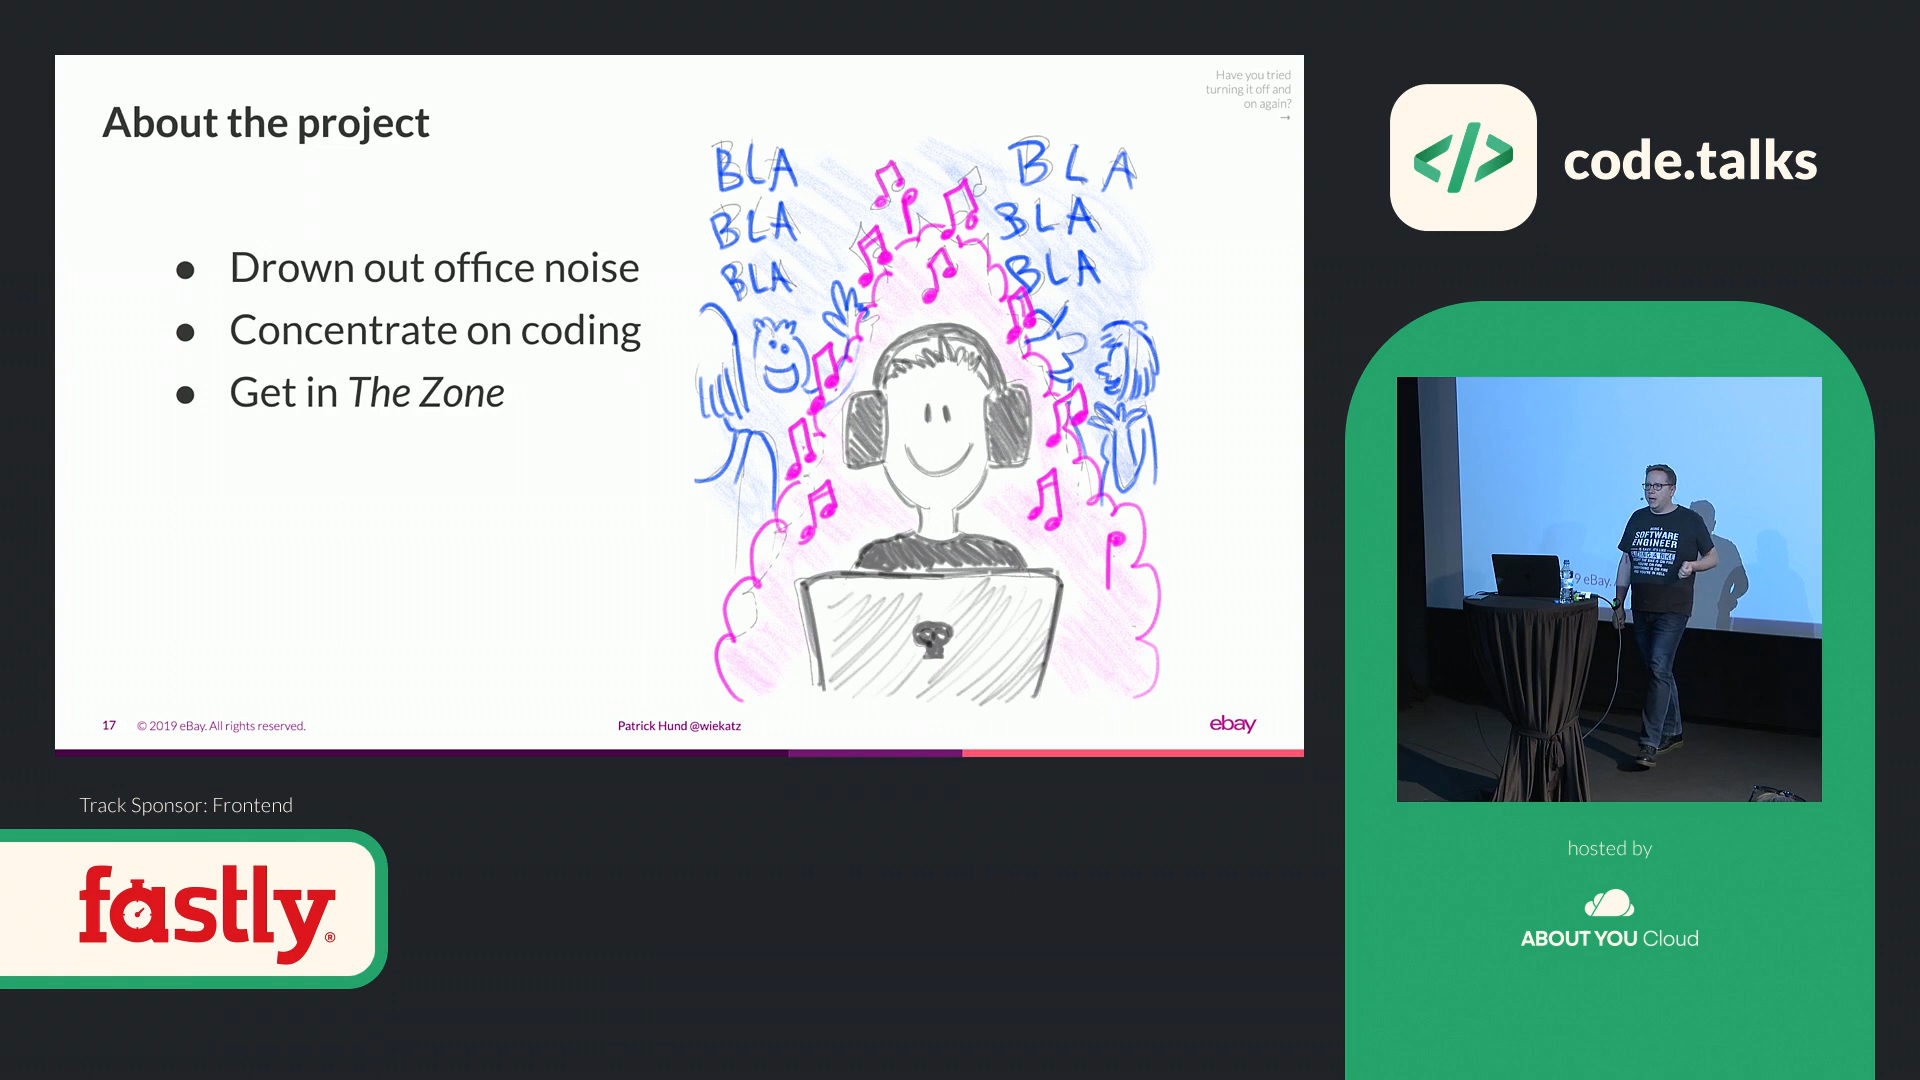 Have you tried
turning it off and
on again?
→
About the project
● Drown out office noise
● Concentrate on coding
● Get in The Zone
BLA
BLA
BLA
BLA
BLA
BLA
17
© 2019 eBay. All rights reserved.
Patrick Hund @wiekatz
ebay
</> code.talks
SOFTWARE
ENGINEER
9 eBay.
hosted by
ABOUT YOU Cloud
Track Sponsor: Frontend
fastly®